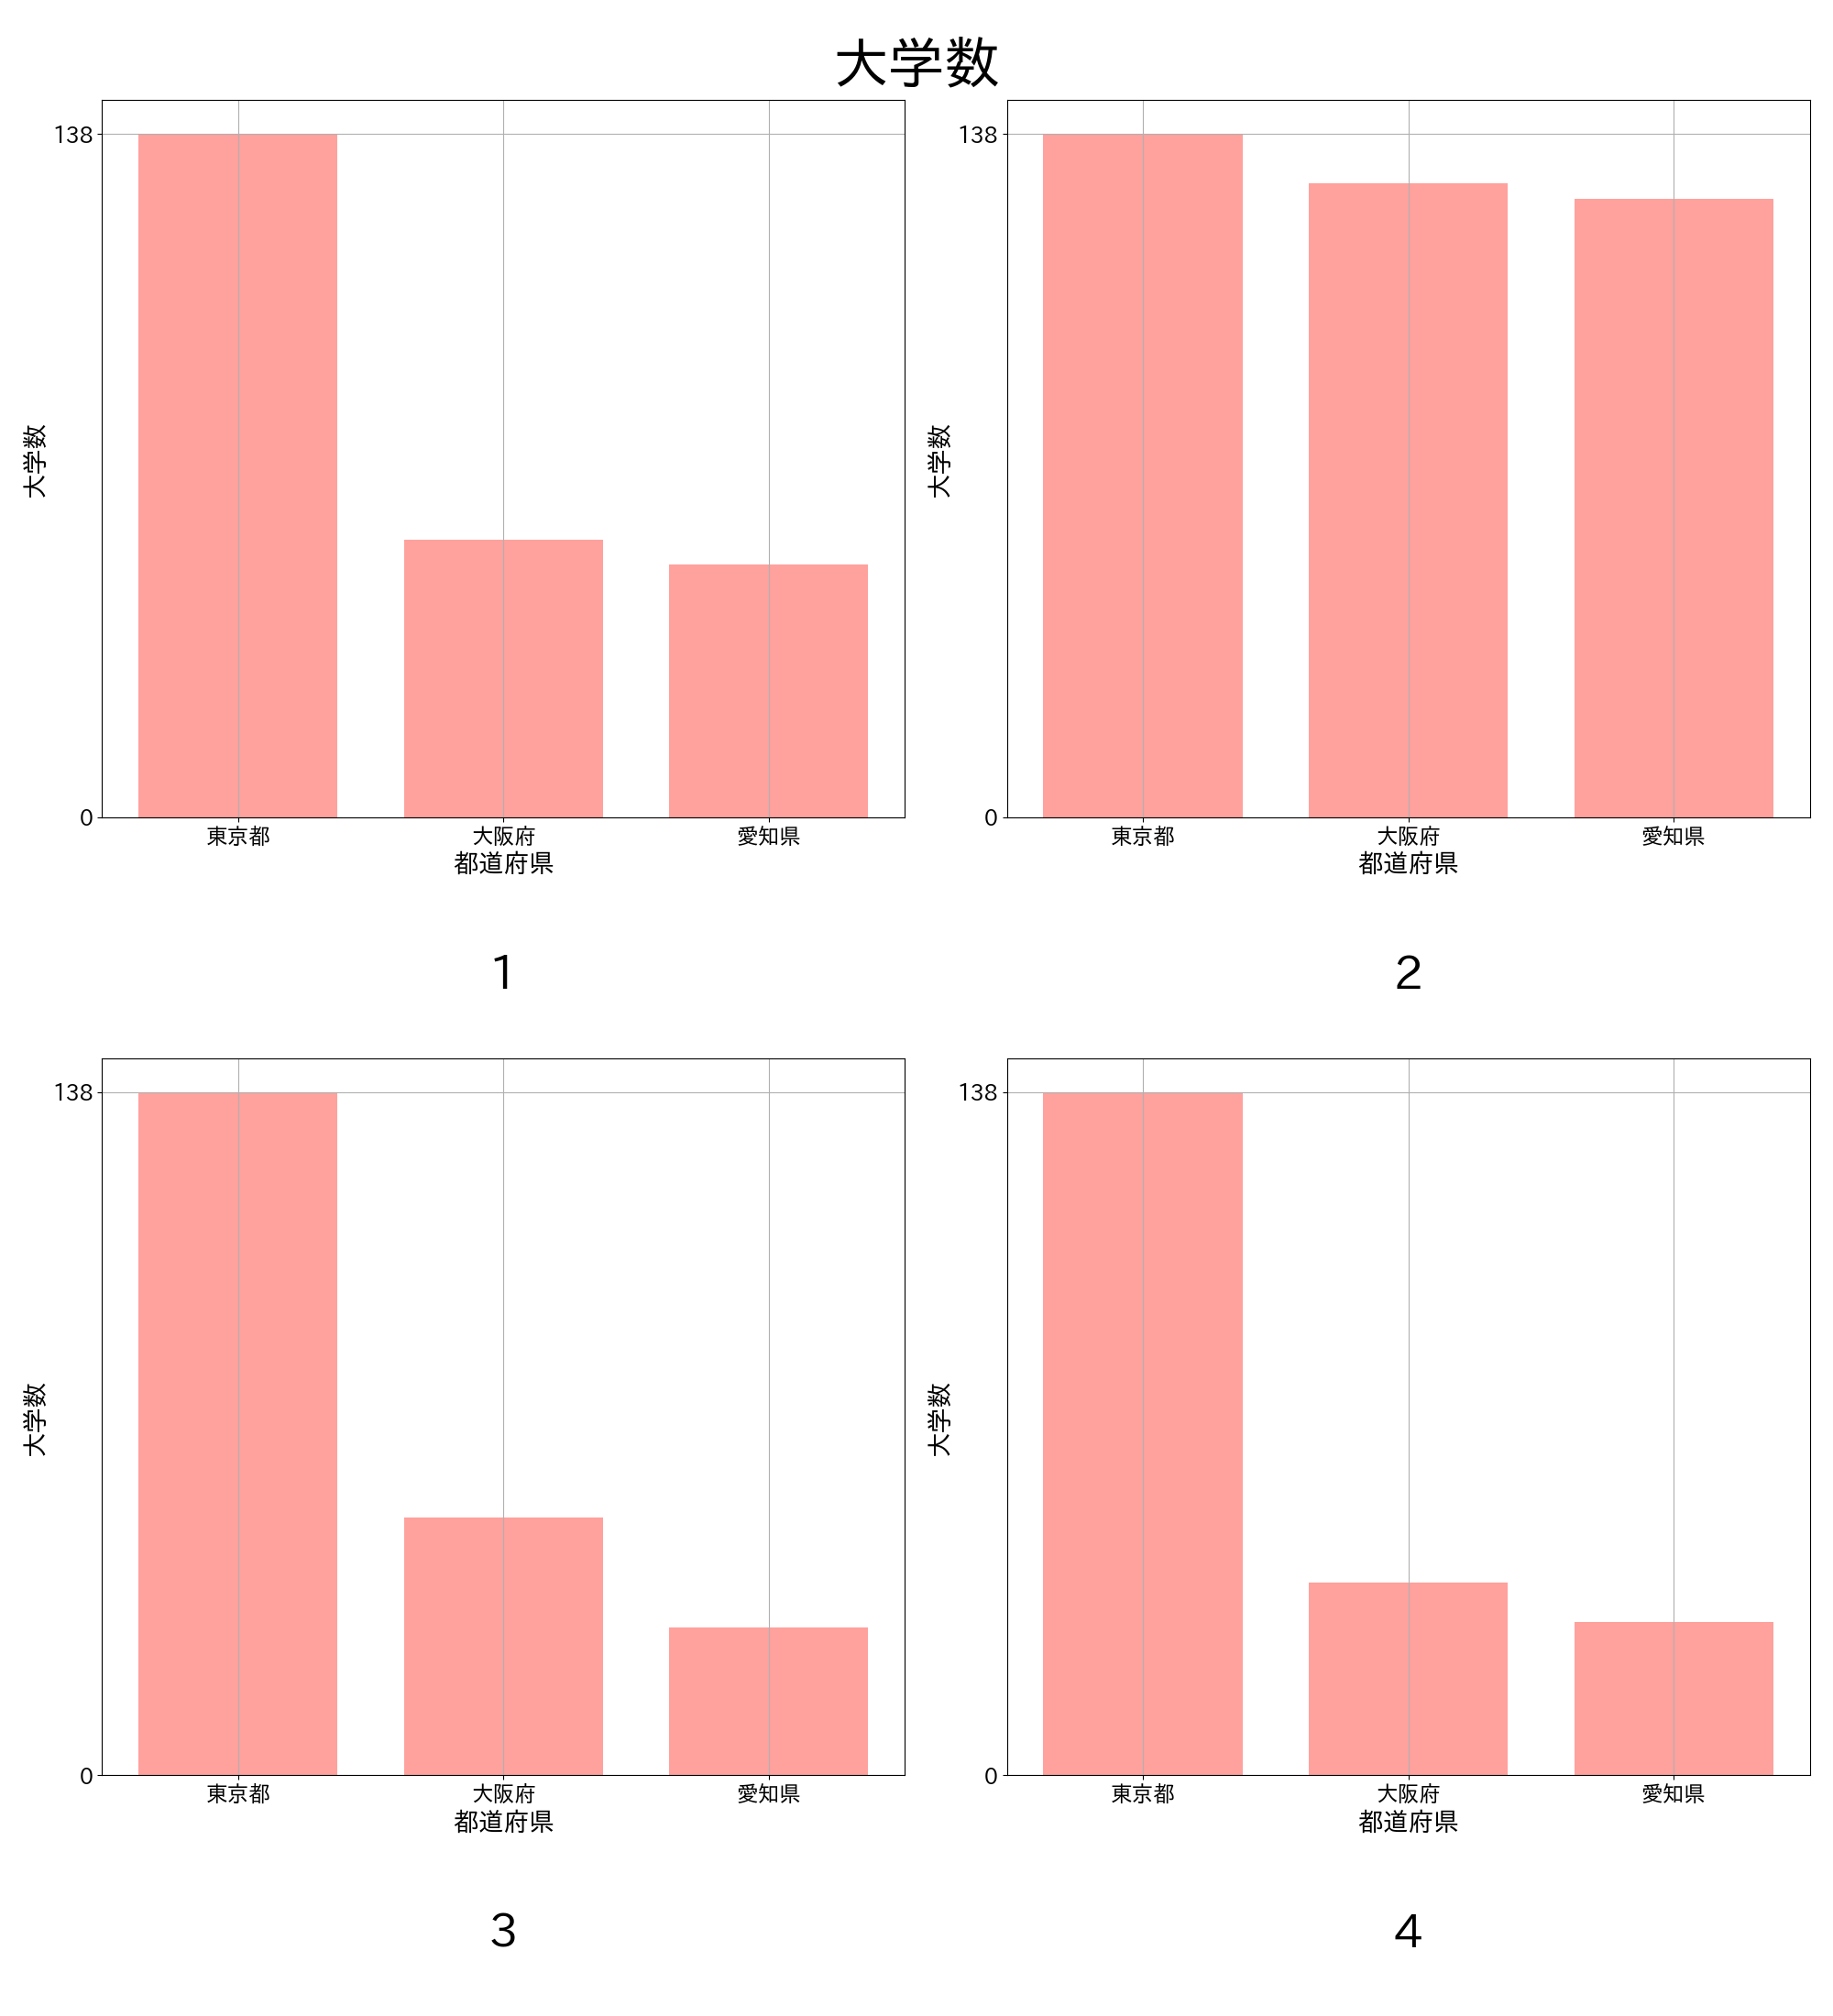 大学数
138
0
大学数
東京都 大阪府 愛知県
都道府県
1
138
0
大学数
東京都 大阪府 愛知県
都道府県
2
138
0
大学数
東京都 大阪府 愛知県
都道府県
3
138
0
大学数
東京都 大阪府 愛知県
都道府県
4